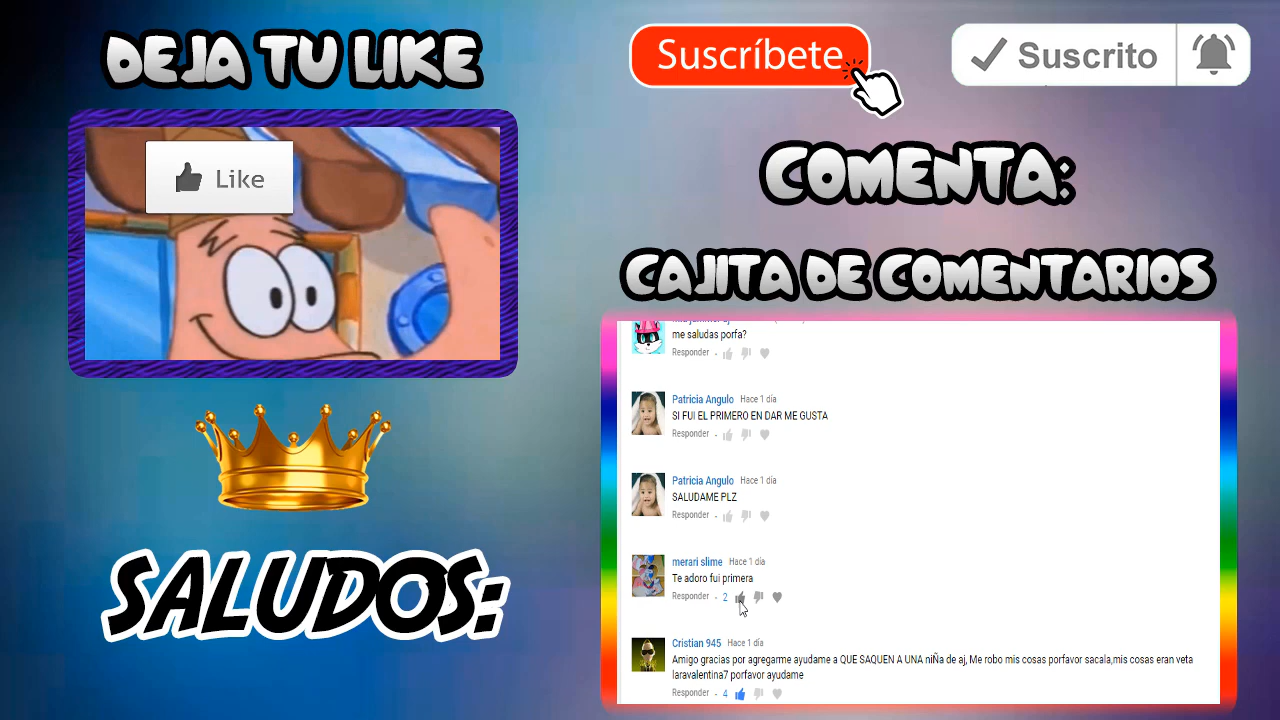 DEJA TU LIKE
Like
SALUDOS:
Suscríbete
Suscrito
COMENTA:
CAJITA DE COMENTARIOS
me saludas porfa?
Responder
Patricia Angulo Hace 1 día
SI FUI EL PRIMERO EN DAR ME GUSTA
Responder
Patricia Angulo Hace 1 día
SALUDAME PLZ
Responder
merari slime Hace 1 día
Te adoro fui primera
Responder - 2
Cristian 945 Hace 1 día
Amigo gracias por agregarme ayudame a QUE SAQUEN A UNA niÑa de aj, Me robo mis cosas porfavor sacala,mis cosas eran veta
laravalentina7 porfavor ayudame
Responder - 4